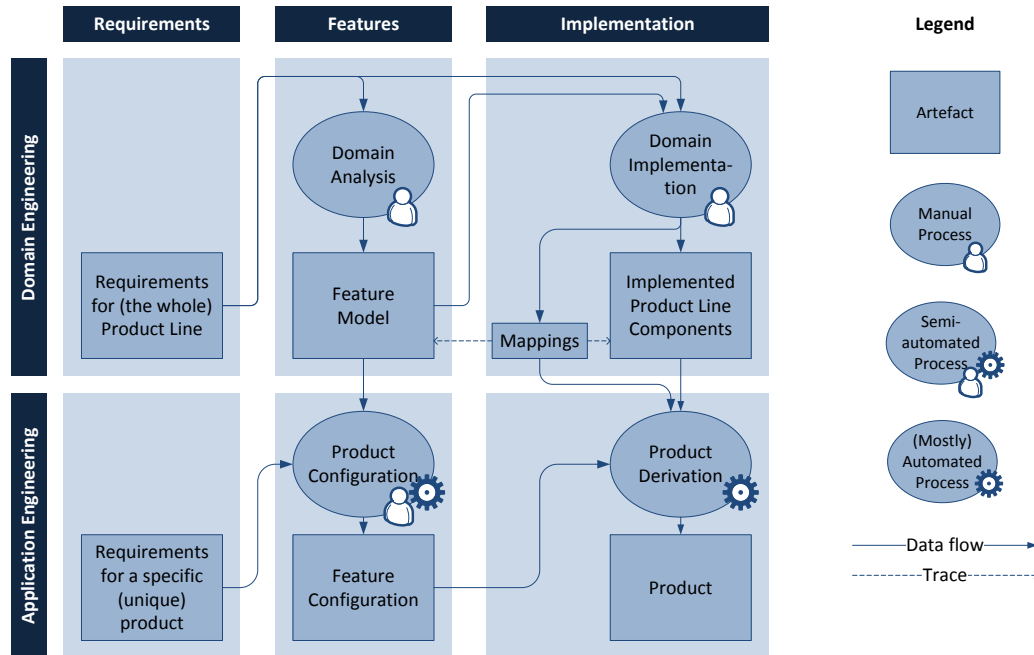 Requirements
Features
Implementation
Legend
Domain Engineering
Requirements
for (the whole)
Product Line
Domain
Analysis
Feature
Model
Domain
Implementa-
tion
Mappings
Implemented
Product Line
Components
Application Engineering
Requirements
for a specific
(unique)
product
Product
Configuration
Feature
Configuration
Product
Derivation
Product
Artefact
Manual
Process
Semi-
automated
Process
(Mostly)
Automated
Process
Data flow
Trace